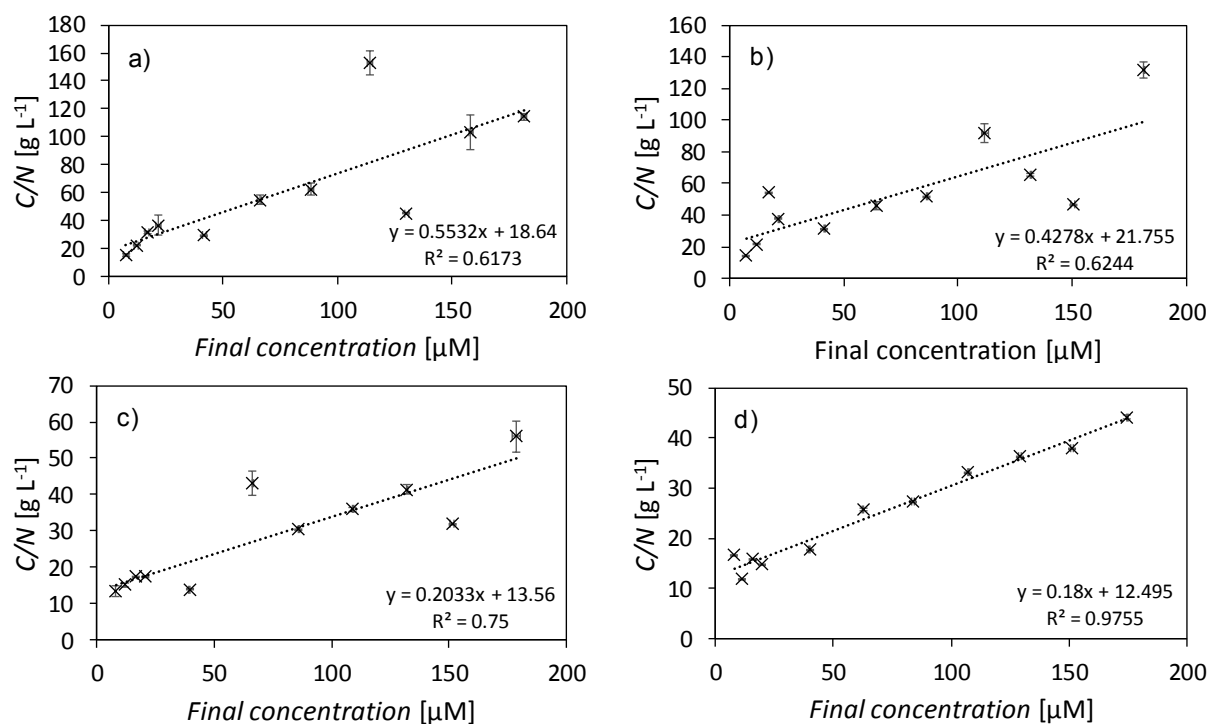 a)
C/N [g L-1]
180
160
140
120
100
80
60
40
20
0
y = 0.5532x + 18.64
R² = 0.6173
0 50 100 150 200
Final concentration [µM]
b)
C/N [g L-1]
160
140
120
100
80
60
40
20
0
y = 0.4278x + 21.755
R² = 0.6244
0 50 100 150 200
Final concentration [µM]
c)
C/N [g L-1]
70
60
50
40
30
20
10
0
y = 0.2033x + 13.56
R² = 0.75
0 50 100 150 200
Final concentration [µM]
d)
C/N [g L-1]
50
40
30
20
10
0
y = 0.18x + 12.495
R² = 0.9755
0 50 100 150 200
Final concentration [µM]